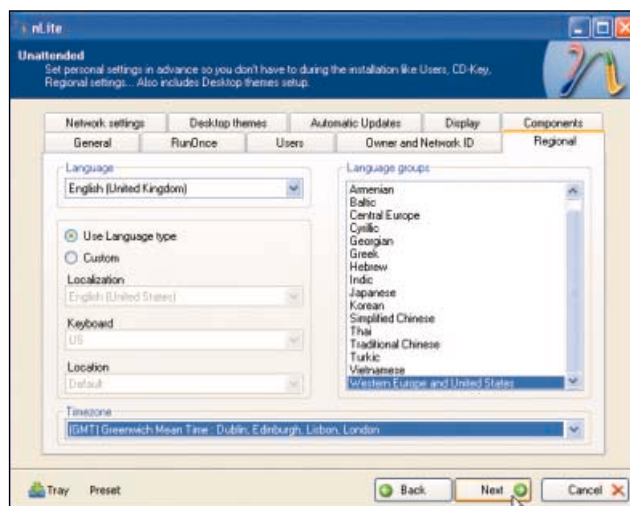 nLite
Unattended
Set personal settings in advance so you don't have to during the installation like Users, CD-Key,
Regional settings... Also includes Desktop themes setup.
Network settings Desktop themes Automatic Updates Display Components
General RunOnce Users Owner and Network ID Regional
Language
English (United Kingdom)
Use Language type
Custom
Localization
English (United States)
Keyboard
US
Location
Default
Language groups
Armenian
Baltic
Central Europe
Cyrillic
Georgian
Greek
Hebrew
Indic
Japanese
Korean
Simplified Chinese
Thai
Traditional Chinese
Turkic
Vietnamese
Western Europe and United States
Timezone
(GMT) Greenwich Mean Time : Dublin, Edinburgh, Lisbon, London
Tray Preset Back Next Cancel